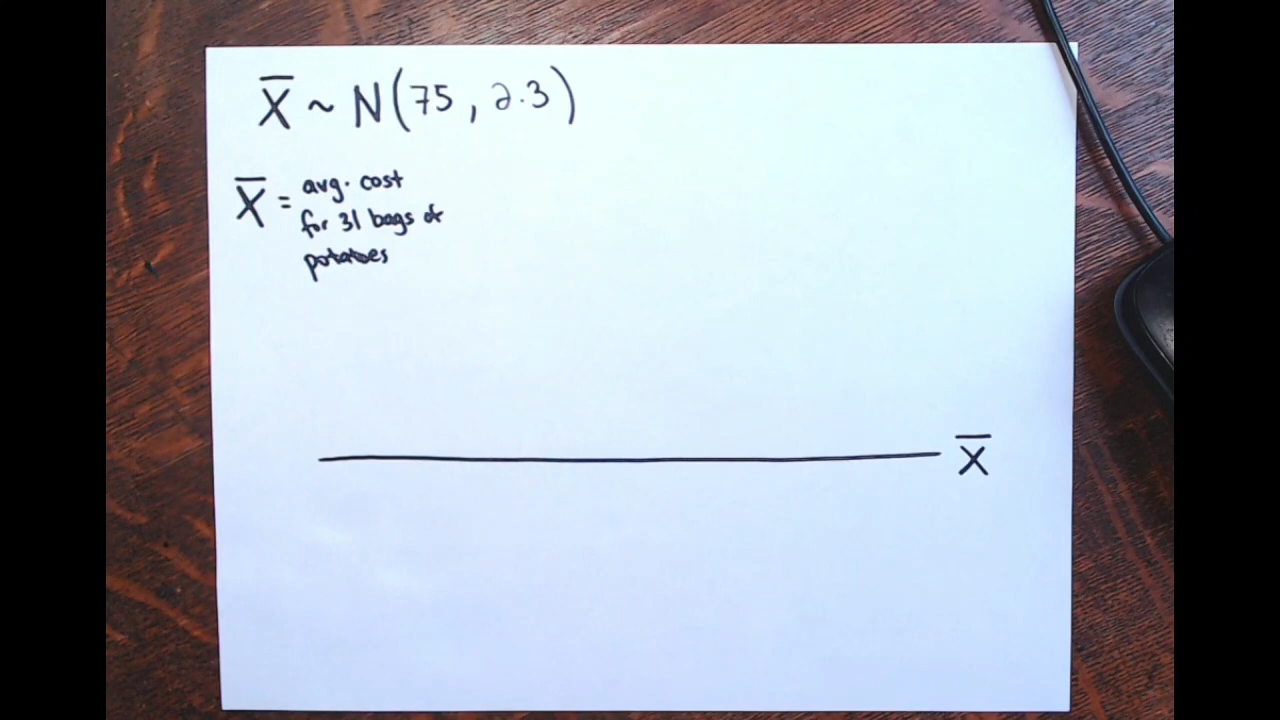 X̅ ~ N(75, 2.3)
X̅ = avg. cost
for 31 bags of
potatoes
X̅